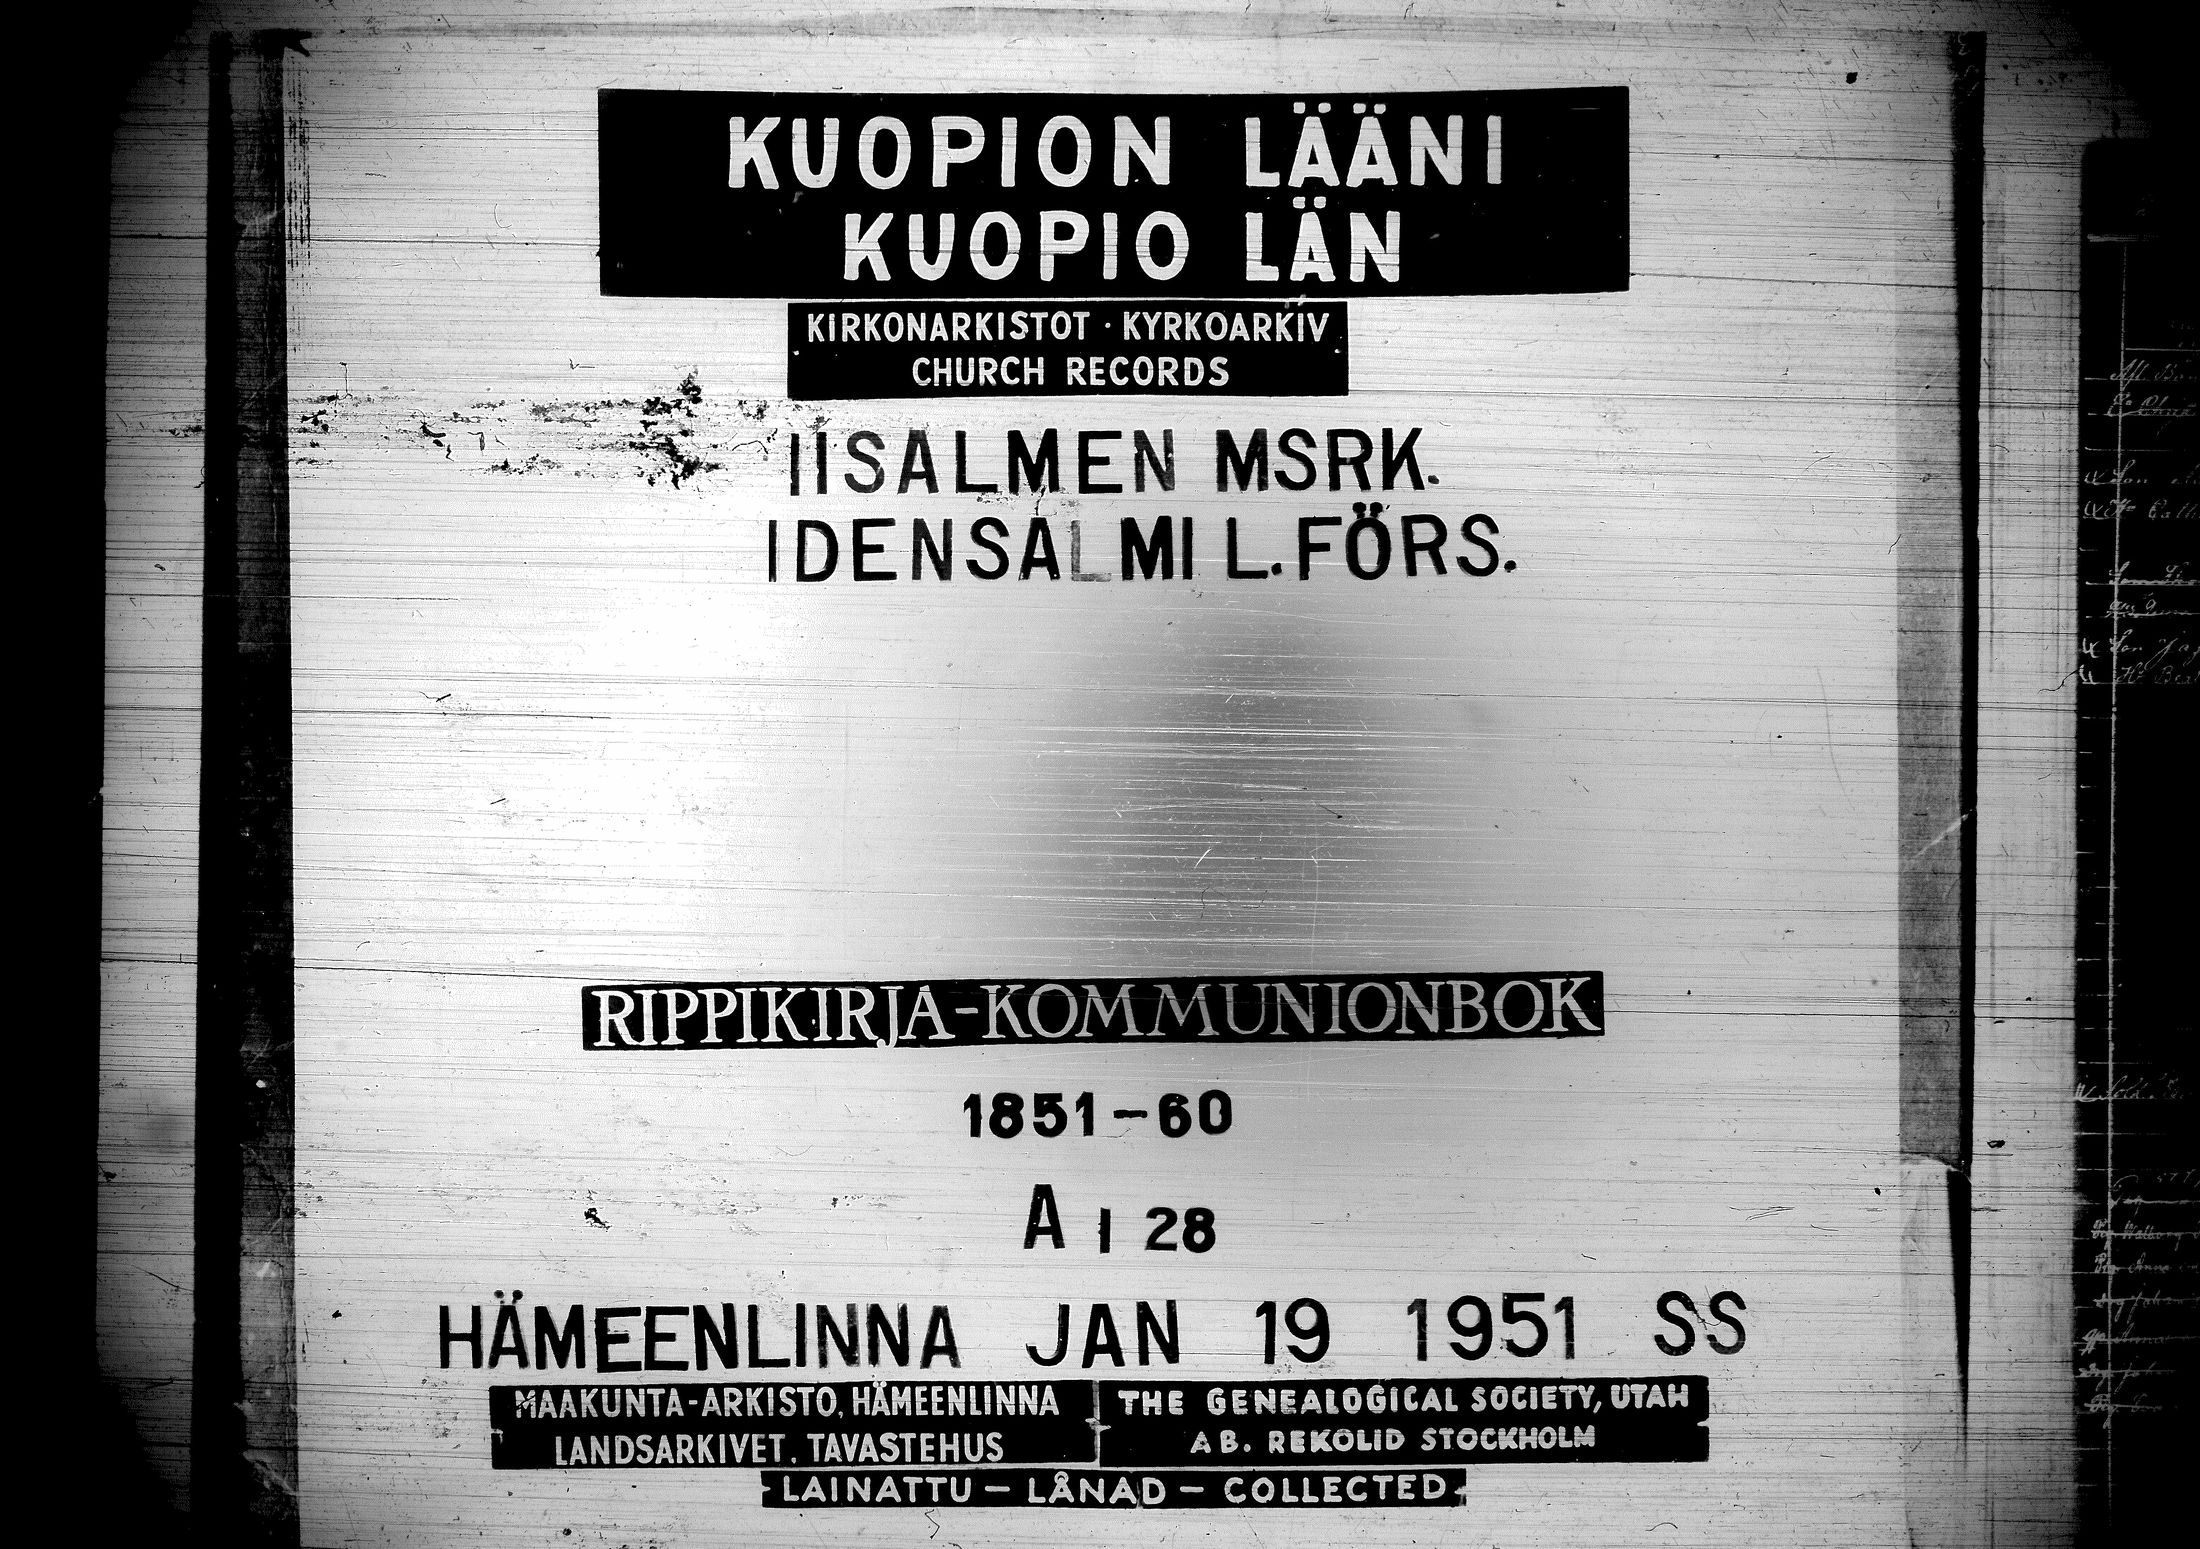 KUOPION LÄÄNI
KUOPIO LÄN
KIRKONARKISTOT · KYRKOARKIV
CHURCH RECORDS
IISALMEN MSRK.
IDENSALMI L.FÖRS.
RIPPIKIRJA-KOMMUNIONBOK
1851-60
A I 28
HÄMEENLINNA JAN 19 1951 SS
MAAKUNTA-ARKISTO, HÄMEENLINNA
LANDSARKIVET, TAVASTEHUS
THE GENEALOGICAL SOCIETY, UTAH
AB. REKOLID STOCKHOLM
LAINATTU - LÅNAD - COLLECTED